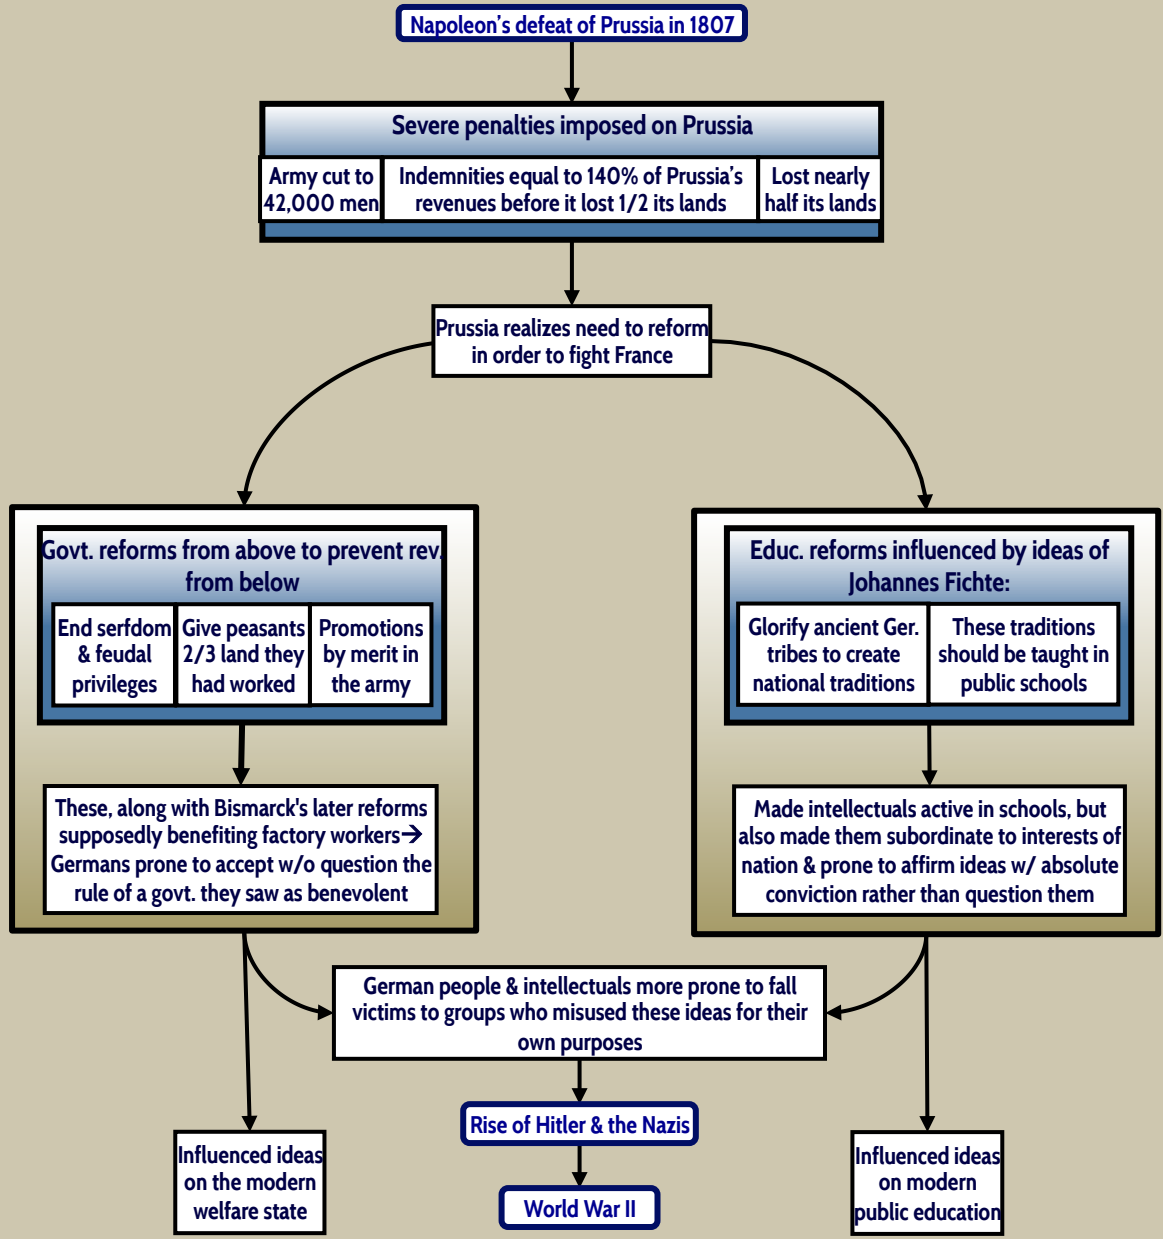 Napoleon's defeat of Prussia in 1807
Severe penalties imposed on Prussia
Army cut to
42,000 men
Indemnities equal to 140% of Prussia's
revenues before it lost 1/2 its lands
Lost nearly
half its lands
Prussia realizes need to reform
in order to fight France
Govt. reforms from above to prevent rev.
from below
End serfdom
& feudal
privileges
Give peasants
2/3 land they
had worked
Promotions
by merit in
the army
These, along with Bismarck's later reforms
supposedly benefiting factory workers→
Germans prone to accept w/o question the
rule of a govt. they saw as benevolent
Educ. reforms influenced by ideas of
Johannes Fichte:
Glorify ancient Ger.
tribes to create
national traditions
These traditions
should be taught in
public schools
Made intellectuals active in schools, but
also made them subordinate to interests of
nation & prone to affirm ideas w/ absolute
conviction rather than question them
German people & intellectuals more prone to fall
victims to groups who misused these ideas for their
own purposes
Rise of Hitler & the Nazis
World War II
Influenced ideas
on the modern
welfare state
Influenced ideas
on modern
public education